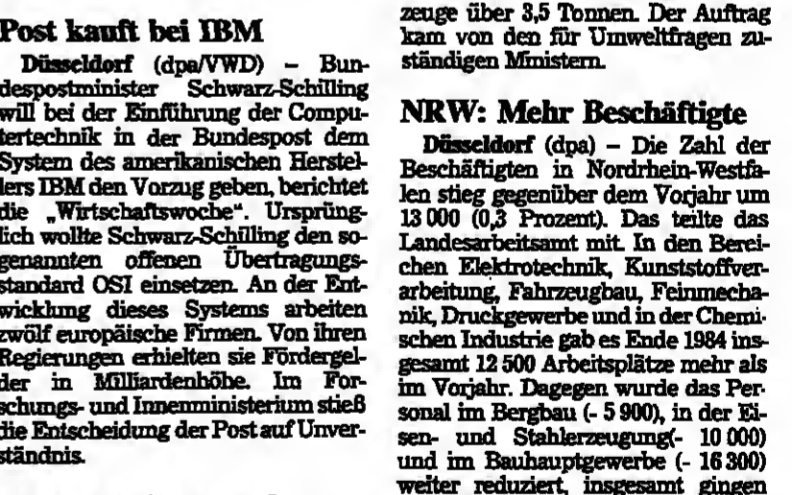 Post kauft bei IBM
Düsseldorf (dpa/VWD) – Bun-
despostminister Schwarz-Schilling
will bei der Einführung der Compu-
tertechnik in der Bundespost dem
System des amerikanischen Herstel-
lers IBM den Vorzug geben, berichtet
die „Wirtschaftswoche“. Ursprüng-
lich wollte Schwarz-Schilling den so-
genannten offenen Übertragungs-
standard OSI einsetzen. An der Ent-
wicklung dieses Systems arbeiten
zwölf europäische Firmen. Von ihren
Regierungen erhielten sie Fördergel-
der in Milliardenhöhe. Im For-
schungs- und Innenministerium stieß
die Entscheidung der Post auf Unver-
ständnis.
zeuge über 3,5 Tonnen. Der Auftrag
kam von den für Umweltfragen zu-
ständigen Ministern.
NRW: Mehr Beschäftigte
Düsseldorf (dpa) – Die Zahl der
Beschäftigten in Nordrhein-Westfa-
len stieg gegenüber dem Vorjahr um
13 000 (0,3 Prozent). Das teilte das
Landesarbeitsamt mit. In den Berei-
chen Elektrotechnik, Kunststoffver-
arbeitung, Fahrzeugbau, Feinmecha-
nik, Druckgewerbe und in der Chemi-
schen Industrie gab es Ende 1984 ins-
gesamt 12 500 Arbeitsplätze mehr als
im Vorjahr. Dagegen wurde das Per-
sonal im Bergbau (- 5 900), in der Ei-
sen- und Stahlerzeugung(- 10 000)
und im Bauhauptgewerbe (- 16 300)
weiter reduziert, insgesamt gingen